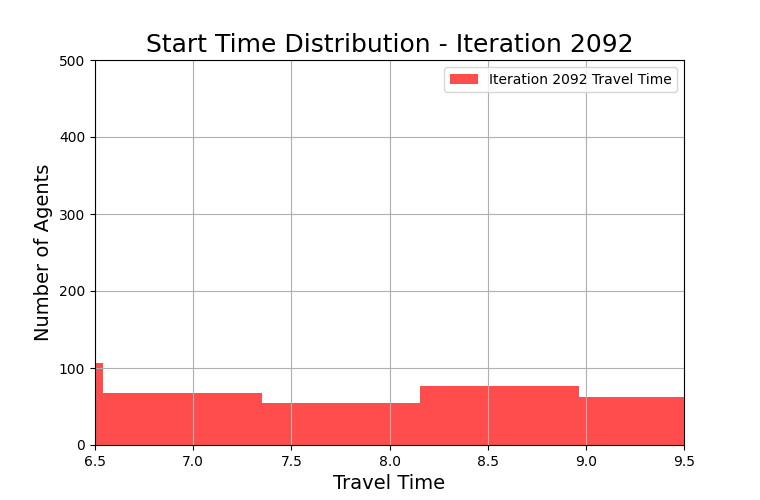 Start Time Distribution - Iteration 2092
500
400
300
200
100
0
Number of Agents
Iteration 2092 Travel Time
6.5 7.0 7.5 8.0 8.5 9.0 9.5
Travel Time